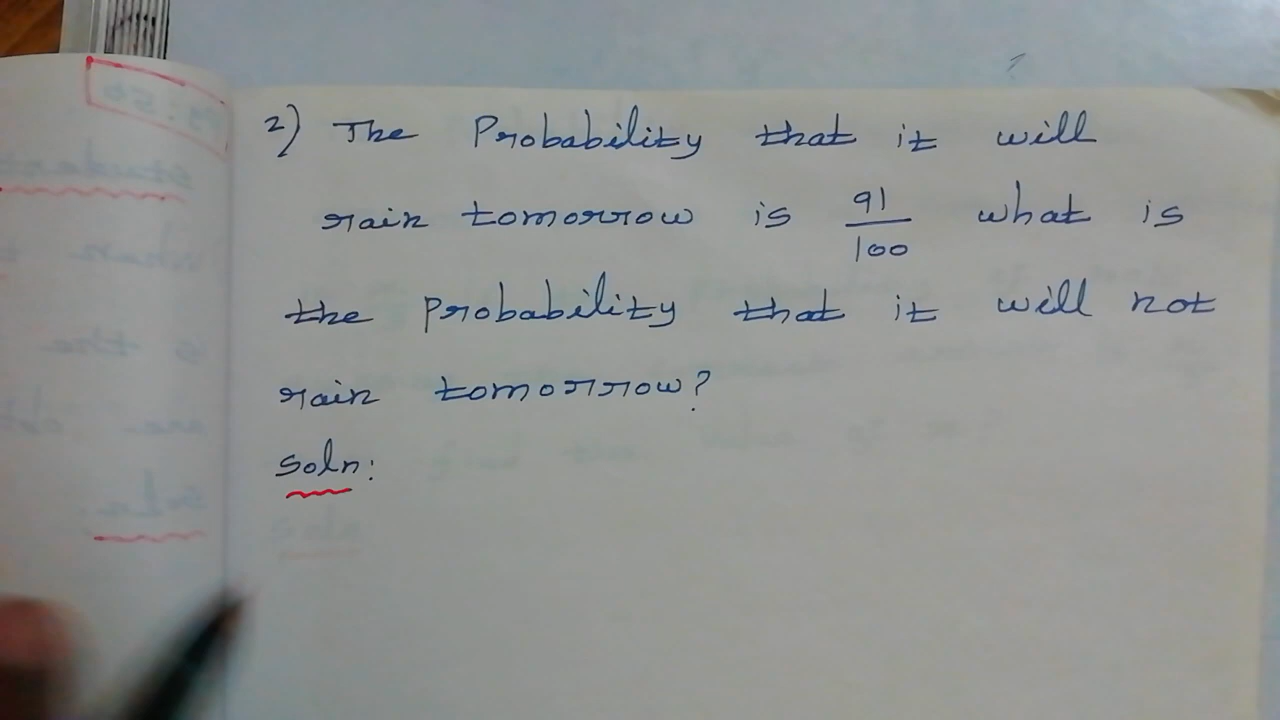 2) The Probability that it will
rain tomorrow is 91/100 what is
the Probability that it will not
rain tomorrow?
Soln: